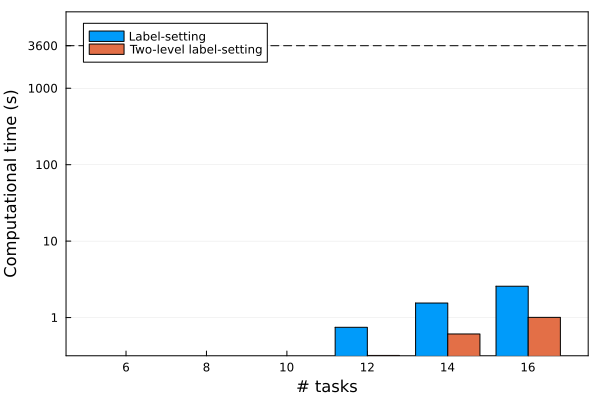 Label-setting
Two-level label-setting
Computational time (s)
3600
1000
100
10
1
6 8 10 12 14 16
# tasks